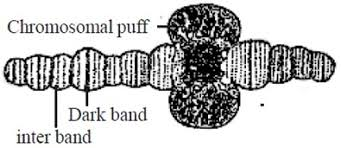 Chromosomal puff
Dark band
inter band